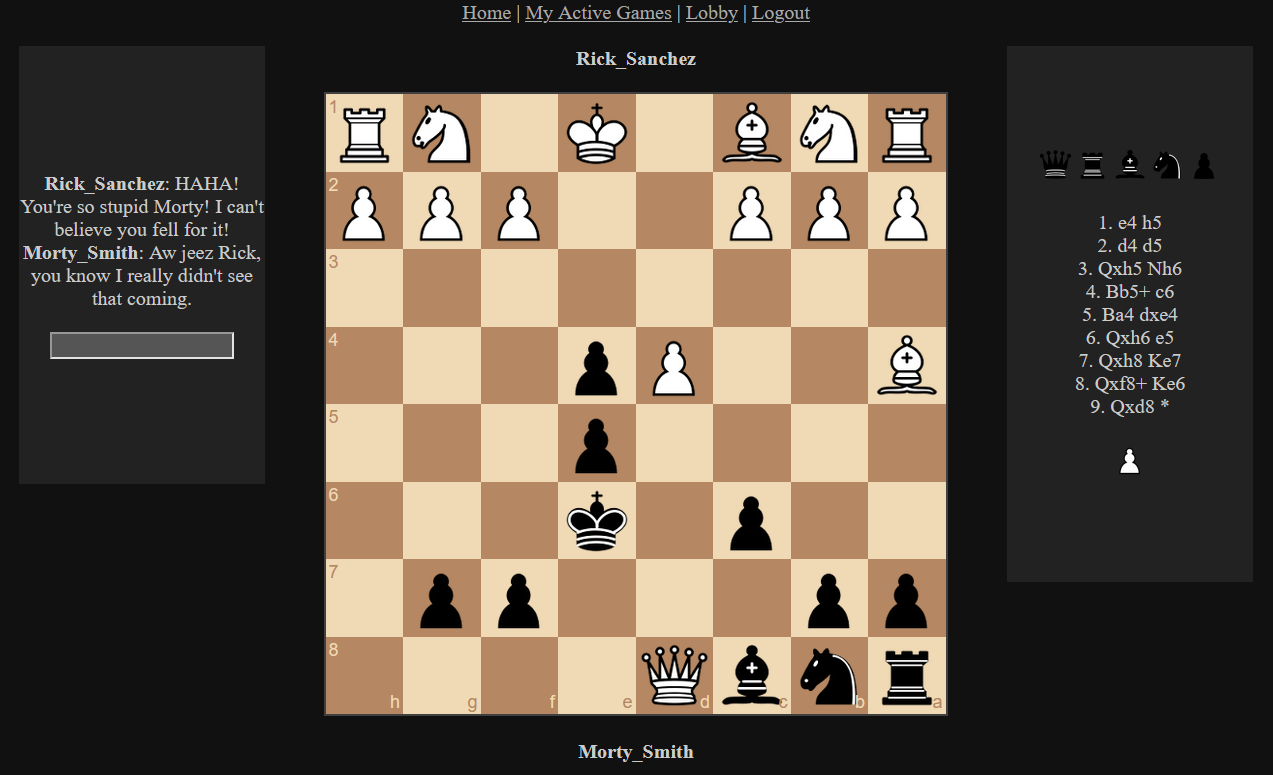 Home | My Active Games | Lobby | Logout
Rick_Sanchez
Rick_Sanchez: HAHA!
You're so stupid Morty! I can't
believe you fell for it!
Morty_Smith: Aw jeez Rick,
you know I really didn't see
that coming.
1
2
3
4
5
6
7
8
h g f e d c b a
Morty_Smith
1. e4 h5
2. d4 d5
3. Qxh5 Nh6
4. Bb5+ c6
5. Ba4 dxe4
6. Qxh6 e5
7. Qxh8 Ke7
8. Qxf8+ Ke6
9. Qxd8 *